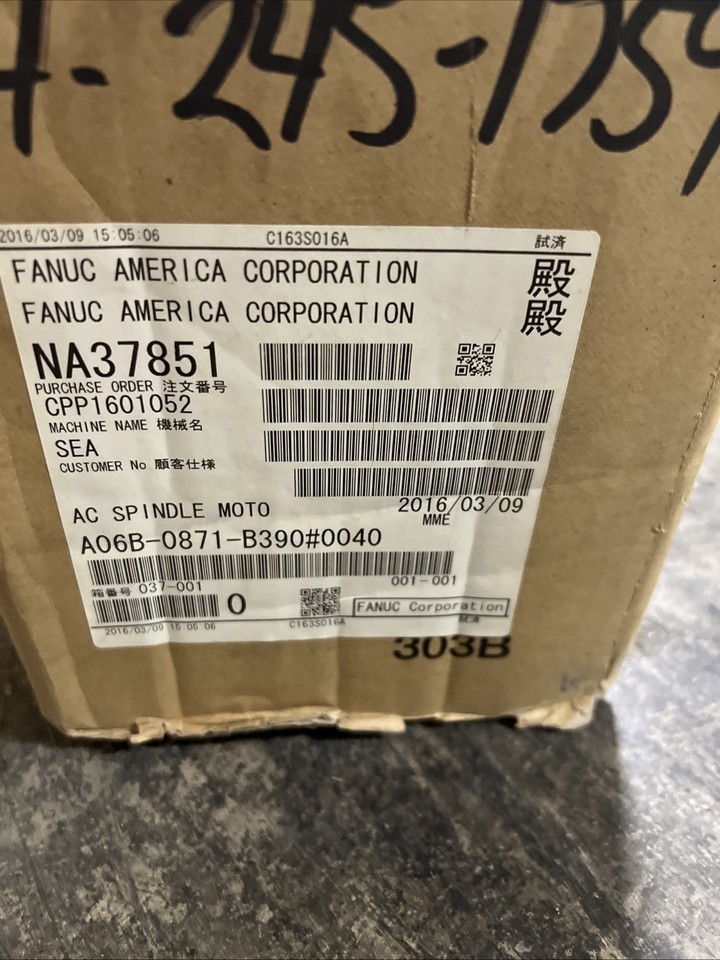 4-245-1759
2016/03/09 15:05:06 C163S016A 試済
FANUC AMERICA CORPORATION 殿
FANUC AMERICA CORPORATION 殿
NA37851
PURCHASE ORDER 注文番号
CPP1601052
MACHINE NAME 機械名
SEA
CUSTOMER No 顧客仕様
AC SPINDLE MOTO 2016/03/09
MME
A06B-0871-B390#0040
箱番号 037-001 001-001
0 FANUC Corporation
2016/03/09 15:05:06 C163S016A
303B